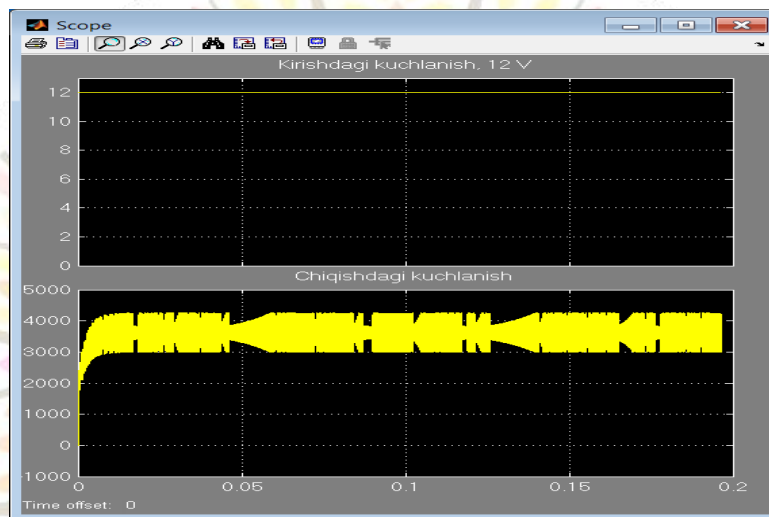 Scope
Kirishdagi kuchlanish, 12 V
12
10
8
6
4
2
0
Chiqishdagi kuchlanish
5000
4000
3000
2000
1000
0
-1000
0 0.05 0.1 0.15 0.2
Time offset: 0